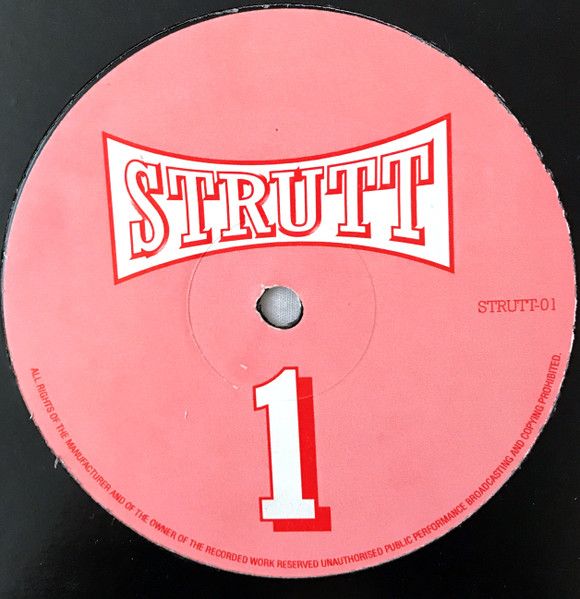 STRUTT
STRUTT-01
1
ALL RIGHTS OF THE MANUFACTURER AND OF THE OWNER OF THE RECORDED WORK RESERVED UNAUTHORISED PUBLIC PERFORMANCE BROADCASTING AND COPYING PROHIBITED.